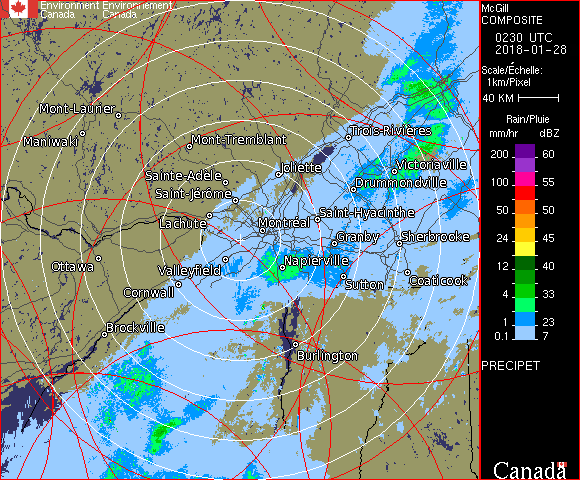 Environment Environnement
Canada Canada
McGill
COMPOSITE
0230 UTC
2018-01-28
Scale/Échelle:
1km/Pixel
40 KM
Rain/Pluie
mm/hr dBZ
200 60
100 55
50 50
24 45
12 40
4 33
1 23
0.1 7
PRECIPET
Canada
Mont-Laurier
Maniwaki
Mont-Tremblant
Trois-Rivières
Sainte-Adèle
Joliette
Victoriaville
Saint-Jérôme
Drummondville
Lachute
Montréal
Saint-Hyacinthe
Granby
Sherbrooke
Ottawa
Valleyfield
Napierville
Cornwall
Sutton
Coaticook
Brockville
Burlington